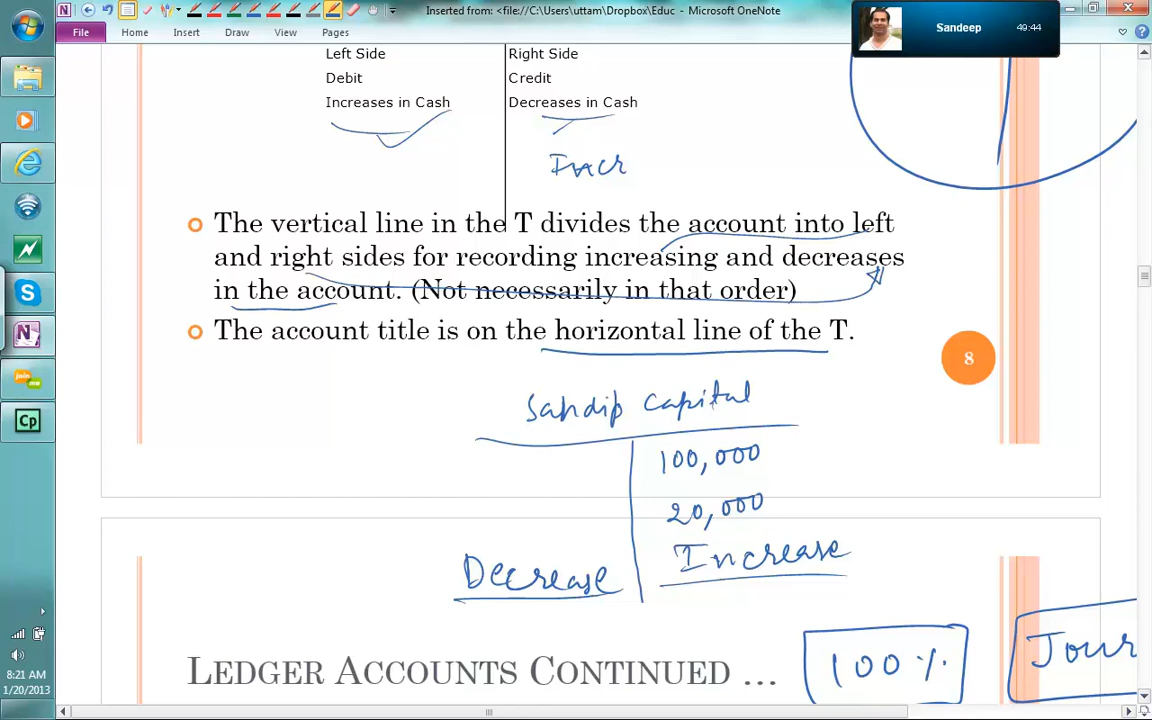 Inserted from: <file://C:\Users\uttam\Dropbox\Educ - Microsoft OneNote
Sandeep
49:44
File Home Insert Draw View Pages
Left Side Right Side
Debit Credit
Increases in Cash Decreases in Cash
Incr
The vertical line in the T divides the account into left
and right sides for recording increasing and decreases
in the account. (Not necessarily in that order)
The account title is on the horizontal line of the T.
8
Sandip Capital
100,000
20,000
Decrease Increase
LEDGER ACCOUNTS CONTINUED ...
100 %
Jour
join me
Cp
8:21 AM
1/20/2013